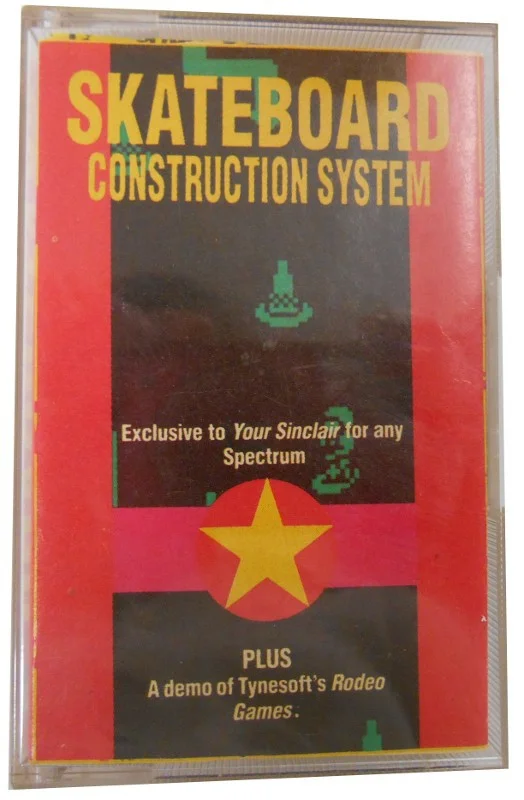 SKATEBOARD
CONSTRUCTION SYSTEM
Exclusive to Your Sinclair for any
Spectrum
PLUS
A demo of Tynesoft's Rodeo
Games.